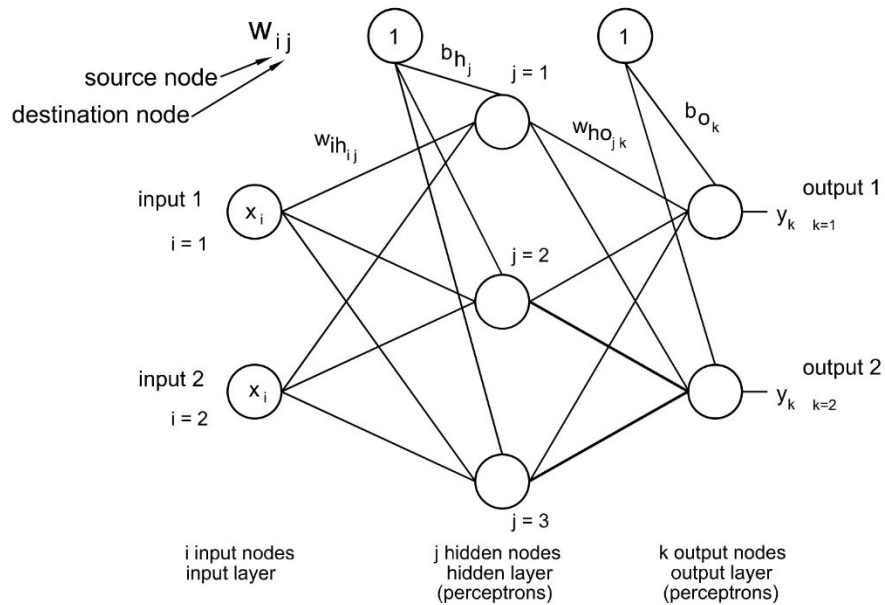 w i j
source node
destination node
1
b h j
j = 1
1
b o k
w ih i j
w ho j k
input 1
x i
i = 1
output 1
y k k=1
j = 2
input 2
x i
i = 2
output 2
y k k=2
j = 3
i input nodes
input layer
j hidden nodes
hidden layer
(perceptrons)
k output nodes
output layer
(perceptrons)